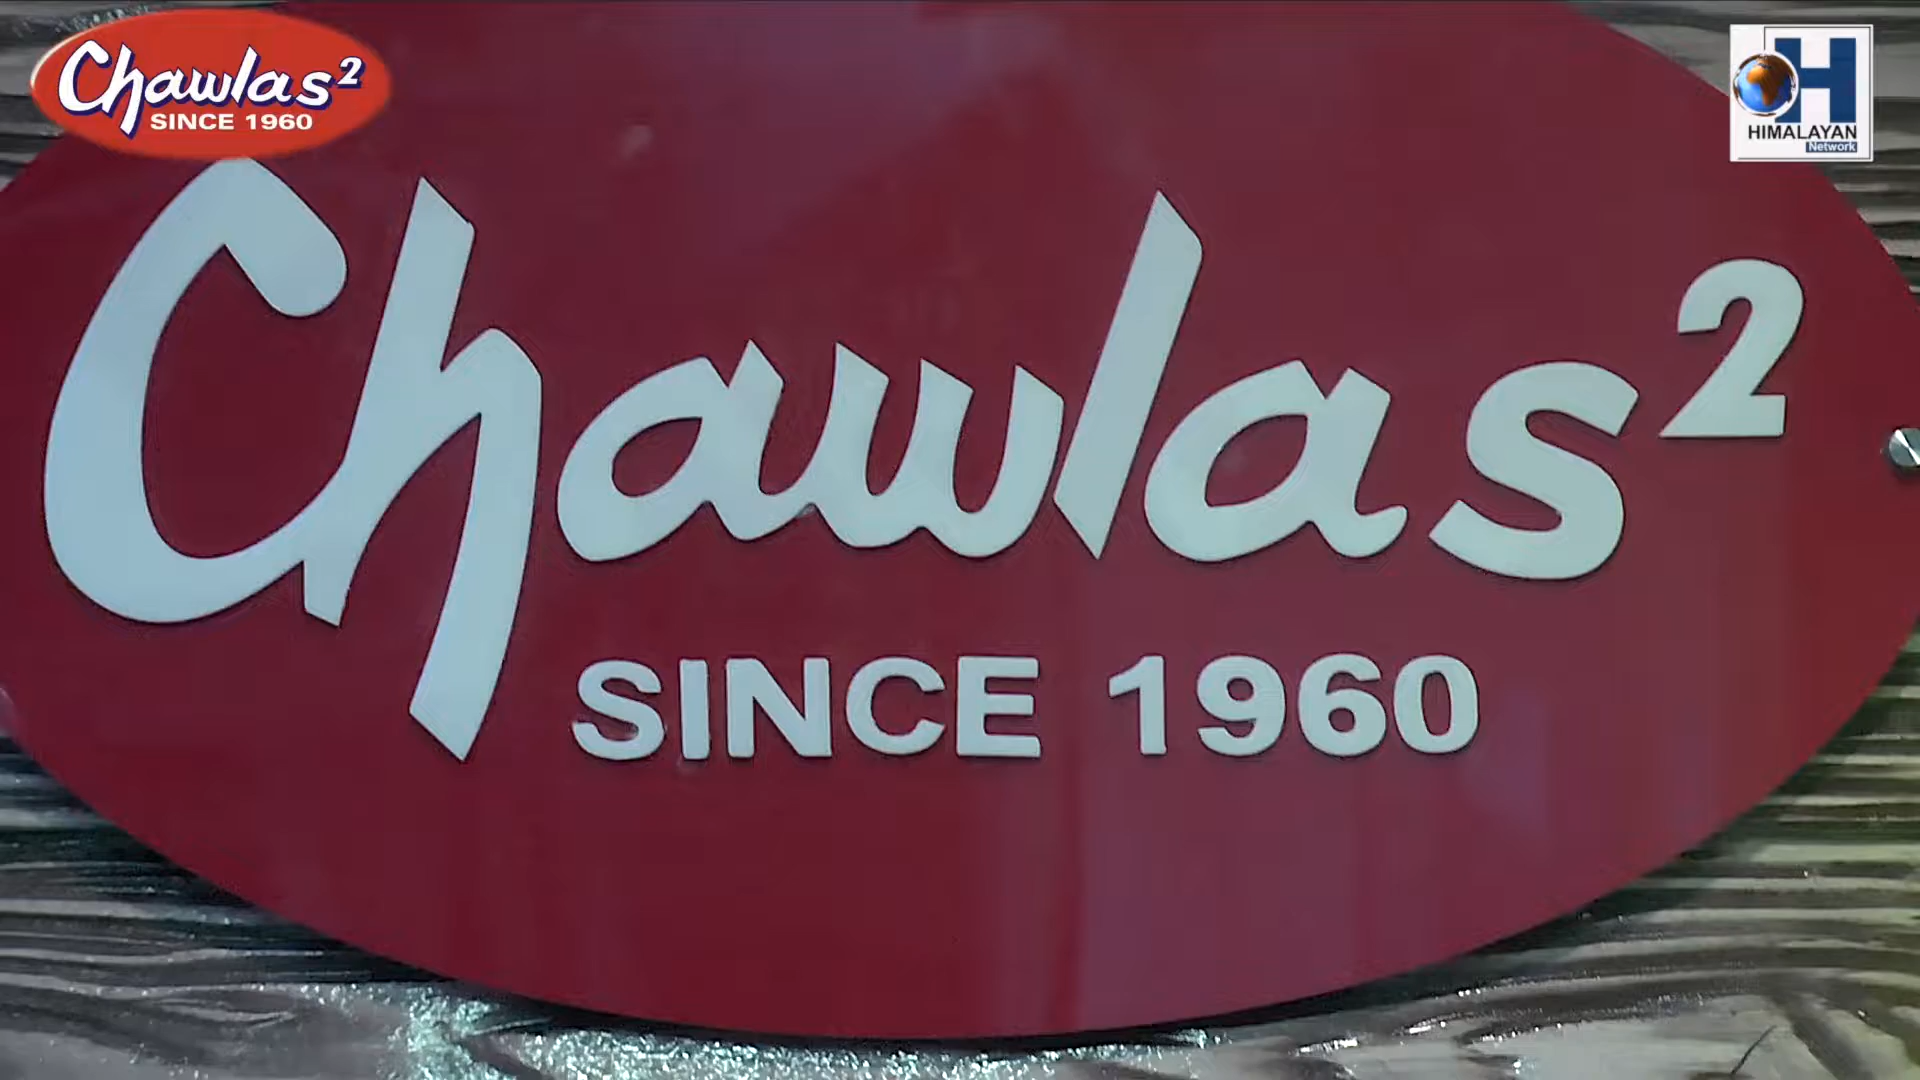 Chawlas²
SINCE 1960
H
HIMALAYAN
Network
Chawlas²
SINCE 1960